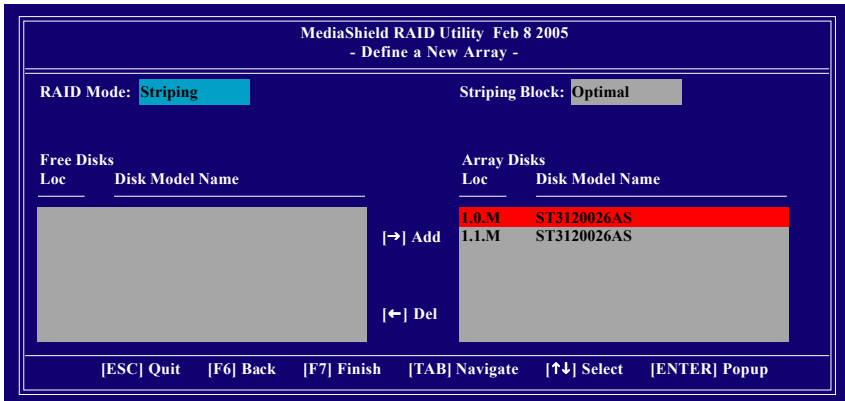 MediaShield RAID Utility Feb 8 2005
- Define a New Array -
RAID Mode: Striping Striping Block: Optimal
Free Disks Array Disks
Loc Disk Model Name Loc Disk Model Name
1.0.M ST3120026AS
[→] Add 1.1.M ST3120026AS
[←] Del
[ESC] Quit [F6] Back [F7] Finish [TAB] Navigate [↑↓] Select [ENTER] Popup